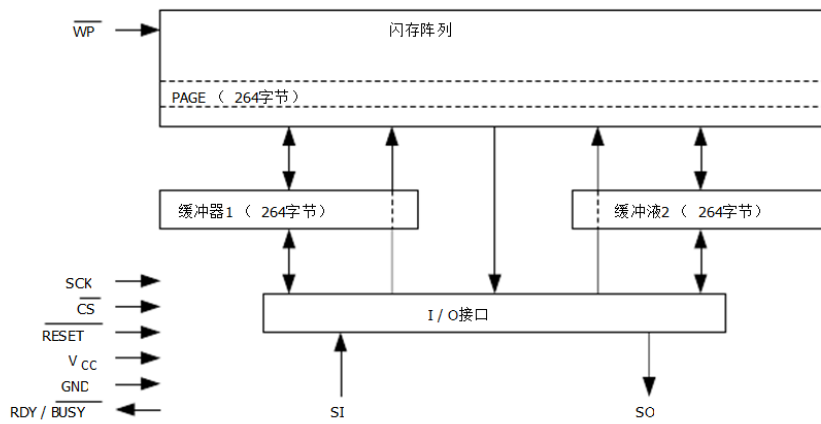 WP
闪存阵列
PAGE （ 264字节）
缓冲器1 （ 264字节）
缓冲液2 （ 264字节）
SCK
CS
I / O接口
RESET
V CC
GND
RDY / BUSY
SI
SO